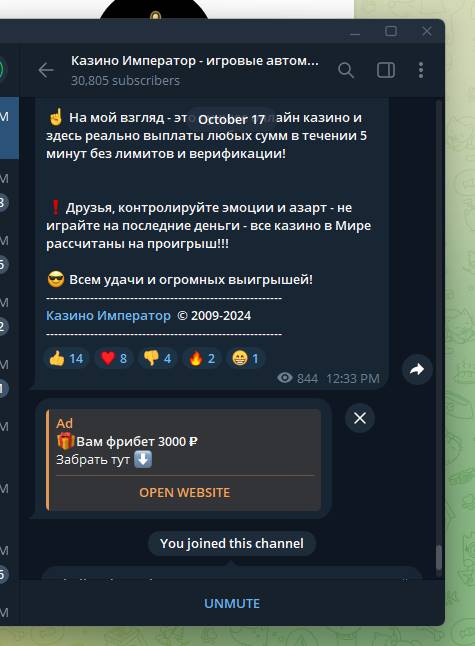 Казино Император - игровые автом...
30,805 subscribers
October 17
☝ На мой взгляд - это лайн казино и
здесь реально выплаты любых сумм в течении 5
минут без лимитов и верификации!
❗ Друзья, контролируйте эмоции и азарт - не
играйте на последние деньги - все казино в Мире
рассчитаны на проигрыш!!!
😎 Всем удачи и огромных выигрышей!
------------------------------------------------------
Казино Император © 2009-2024
------------------------------------------------------
👍 14 ❤ 8 👎 4 🔥 2 😁 1
844 12:33 PM
Ad
🎁Вам фрибет 3000 ₽
Забрать тут ⬇
OPEN WEBSITE
You joined this channel
UNMUTE